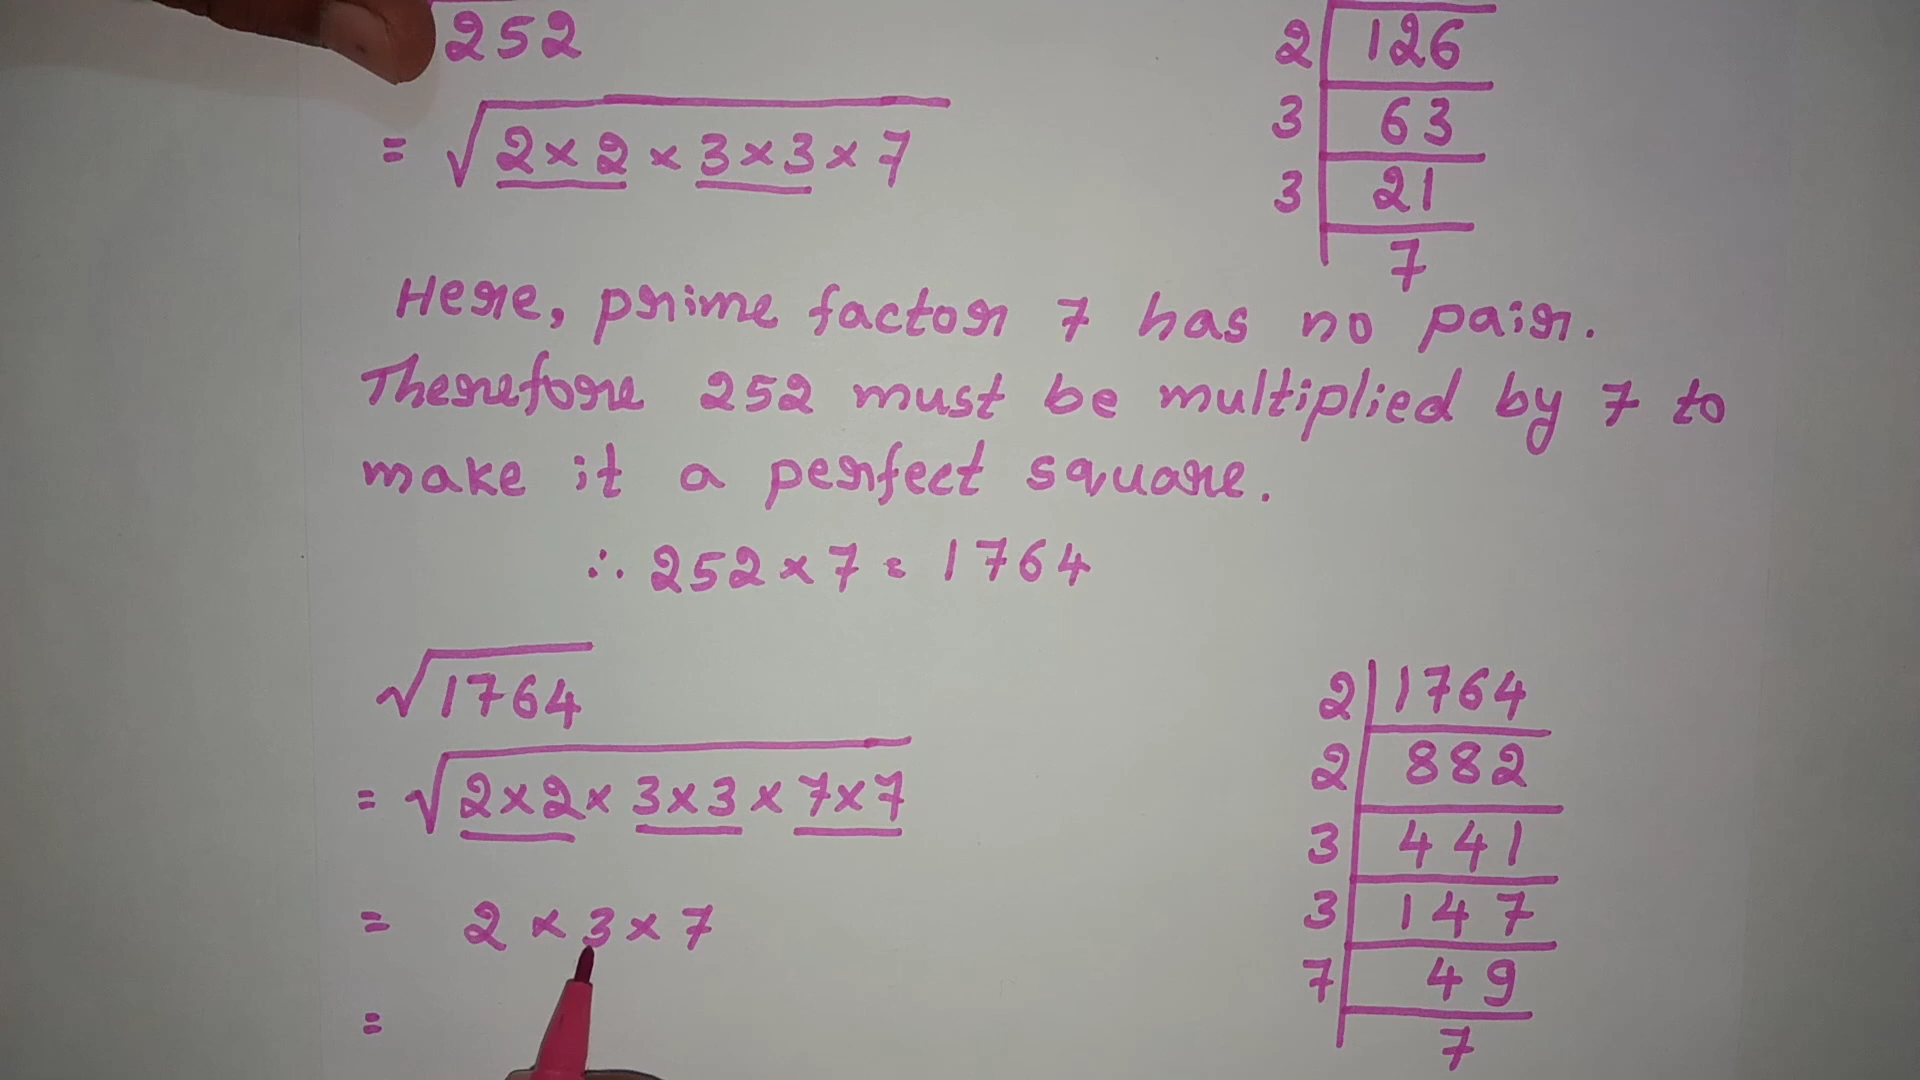 √252
= √2×2 × 3×3 × 7
2 | 126
3 | 63
3 | 21
7
Here, prime factor 7 has no pair.
Therefore 252 must be multiplied by 7 to
make it a perfect square.
∴ 252 × 7 = 1764
√1764
= √2×2 × 3×3 × 7×7
= 2 × 3 × 7
=
2 | 1764
2 | 882
3 | 441
3 | 147
7 | 49
7